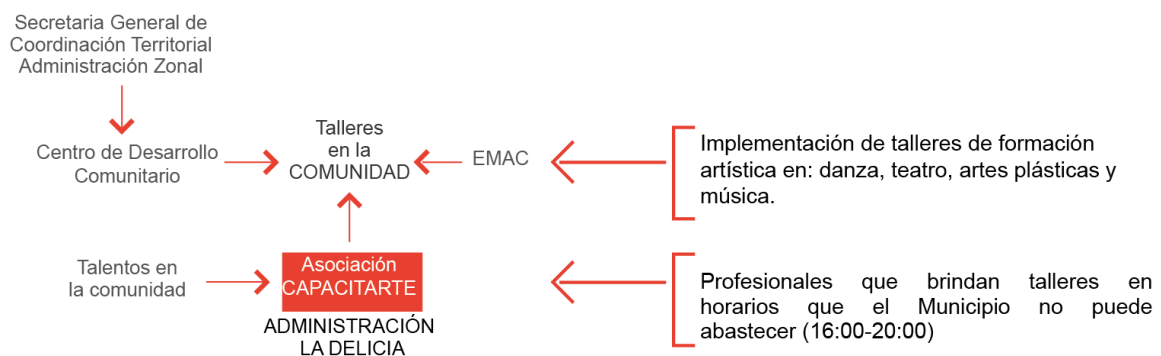 Secretaria General de
Coordinación Territorial
Administración Zonal
Centro de Desarrollo
Comunitario
Talleres
en la
COMUNIDAD
EMAC
Implementación de talleres de formación
artística en: danza, teatro, artes plásticas y
música.
Talentos en
la comunidad
Asociación
CAPACITARTE
ADMINISTRACIÓN
LA DELICIA
Profesionales que brindan talleres en
horarios que el Municipio no puede
abastecer (16:00-20:00)